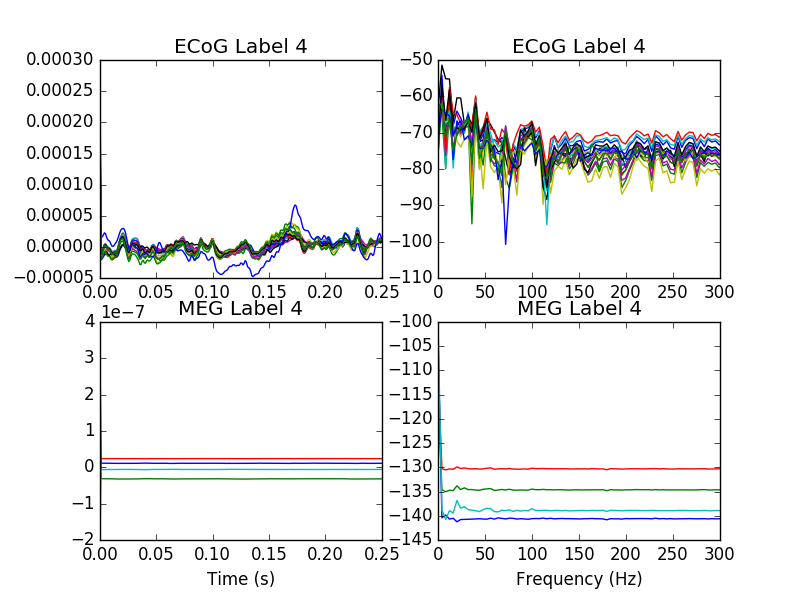 ECoG Label 4
0.00030
0.00025
0.00020
0.00015
0.00010
0.00005
0.00000
−0.00005
0.00 0.05 0.10 0.15 0.20 0.25
ECoG Label 4
−50
−60
−70
−80
−90
−100
−110
0 50 100 150 200 250 300
MEG Label 4
1e−7
4
3
2
1
0
−1
−2
0.00 0.05 0.10 0.15 0.20 0.25
Time (s)
MEG Label 4
−100
−105
−110
−115
−120
−125
−130
−135
−140
−145
0 50 100 150 200 250 300
Frequency (Hz)